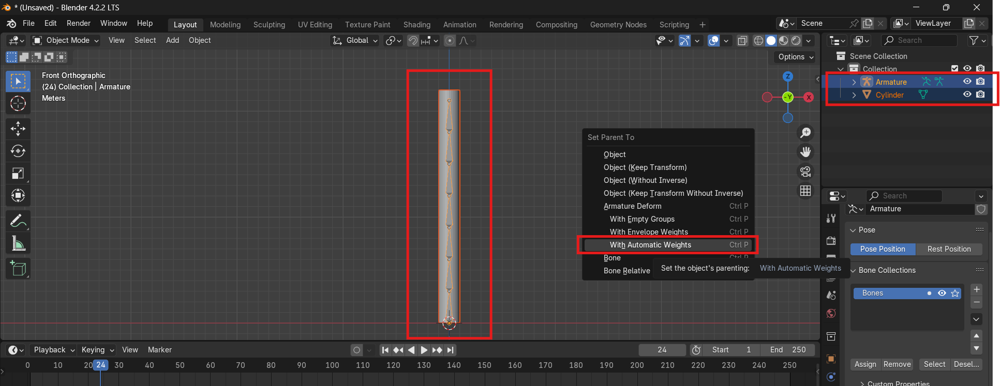 * (Unsaved) - Blender 4.2.2 LTS
File Edit Render Window Help Layout Modeling Sculpting UV Editing Texture Paint Shading Animation Rendering Compositing Geometry Nodes Scripting + Scene ViewLayer
Object Mode View Select Add Object Global Search
Options
Scene Collection
Collection
Armature
Cylinder
Front Orthographic
(24) Collection | Armature
Meters
Z
-Y
X
Set Parent To
Object
Object (Keep Transform)
Object (Without Inverse)
Object (Keep Transform Without Inverse)
Armature Deform Ctrl P
With Empty Groups Ctrl P
With Envelope Weights Ctrl P
With Automatic Weights Ctrl P
Bone Ctrl P
Bone Relative
Set the object's parenting: With Automatic Weights
Search
Armature
Pose
Pose Position Rest Position
Bone Collections
Bones
Assign Remove Select Desel...
Custom Properties
Playback Keying View Marker 24 Start 1 End 250
0 10 20 24 30 40 50 60 70 80 90 100 110 120 130 140 150 160 170 180 190 200 210 220 230 240 250